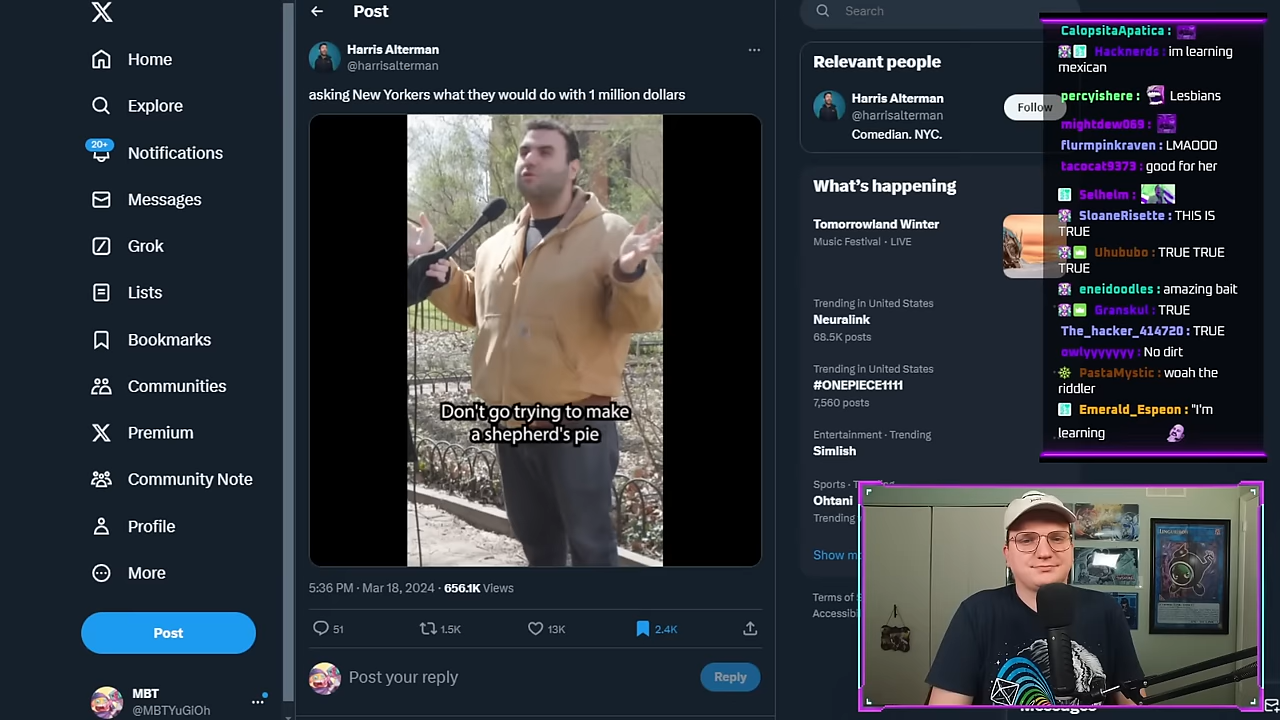 Home
Explore
20+
Notifications
Messages
Grok
Lists
Bookmarks
Communities
Premium
Community Note
Profile
More
Post
MBT
@MBTYuGiOh
Post
Harris Alterman
@harrisalterman
asking New Yorkers what they would do with 1 million dollars
Don't go trying to make
a shepherd's pie
5:36 PM · Mar 18, 2024 · 656.1K Views
51
1.5K
13K
2.4K
Post your reply
Reply
Search
Relevant people
Harris Alterman
@harrisalterman
Follow
Comedian. NYC.
What's happening
Tomorrowland Winter
Music Festival · LIVE
Trending in United States
Neuralink
68.5K posts
Trending in United States
#ONEPIECE1111
7,560 posts
Entertainment · Trending
Simlish
Sports ·
Ohtani
Trending
Show
Terms of
CalopsitaApatica :
Hacknerds : im learning
mexican
percyishere : Lesbians
mightdew069 :
flurmpinkraven : LMAOOO
tacocat9373 : good for her
Selhelm :
SloaneRisette : THIS IS
TRUE
Uhububo : TRUE TRUE
TRUE
eneidoodles : amazing bait
Granskul : TRUE
The_hacker_414720 : TRUE
owlyyyyyyy : No dirt
PastaMystic : woah the
riddler
Emerald_Espeon : "I'm
learning
Messages